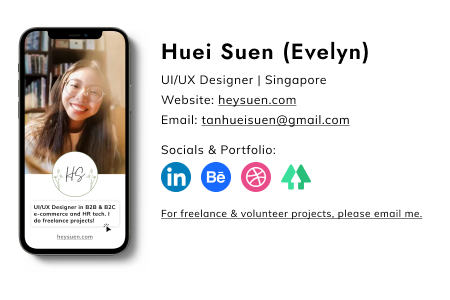 Huei Suen (Evelyn)
UI/UX Designer | Singapore
Website: heysuen.com
Email: tanhueisuen@gmail.com
Socials & Portfolio:
in
Bē
For freelance & volunteer projects, please email me.
HS
UI/UX Designer in B2B & B2C
e-commerce and HR tech. I
do freelance projects!
heysuen.com